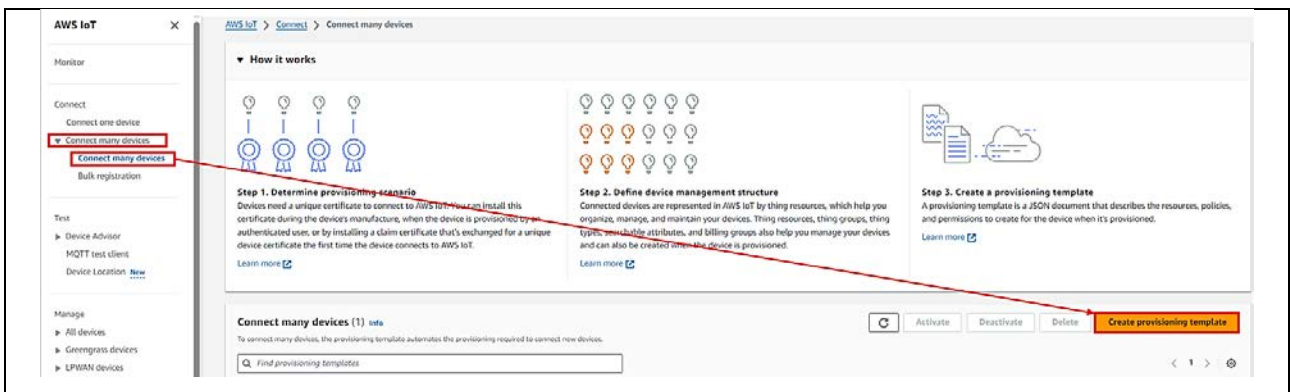 AWS IoT
Monitor
Connect
Connect one device
Connect many devices
Connect many devices
Bulk registration
Test
Device Advisor
MQTT test client
Device Location New
Manage
All devices
Greengrass devices
LPWAN devices
AWS IoT > Connect > Connect many devices
How it works
Step 1. Determine provisioning scenario
Devices need a unique certificate to connect to AWS IoT. You can install this
certificate during the device's manufacture, when the device is provisioned by an
authenticated user, or by installing a claim certificate that's exchanged for a unique
device certificate the first time the device connects to AWS IoT.
Learn more
Step 2. Define device management structure
Connected devices are represented in AWS IoT by thing resources, which help you
organize, manage, and maintain your devices. Thing resources, thing groups, thing
types, searchable attributes, and billing groups also help you manage your devices
and can also be created when the device is provisioned.
Learn more
Step 3. Create a provisioning template
A provisioning template is a JSON document that describes the resources, policies,
and permissions to create for the device when it's provisioned.
Learn more
Connect many devices (1) Info
Activate
Deactivate
Delete
Create provisioning template
To connect many devices, the provisioning template automates the provisioning required to connect new devices.
Find provisioning templates
< 1 >